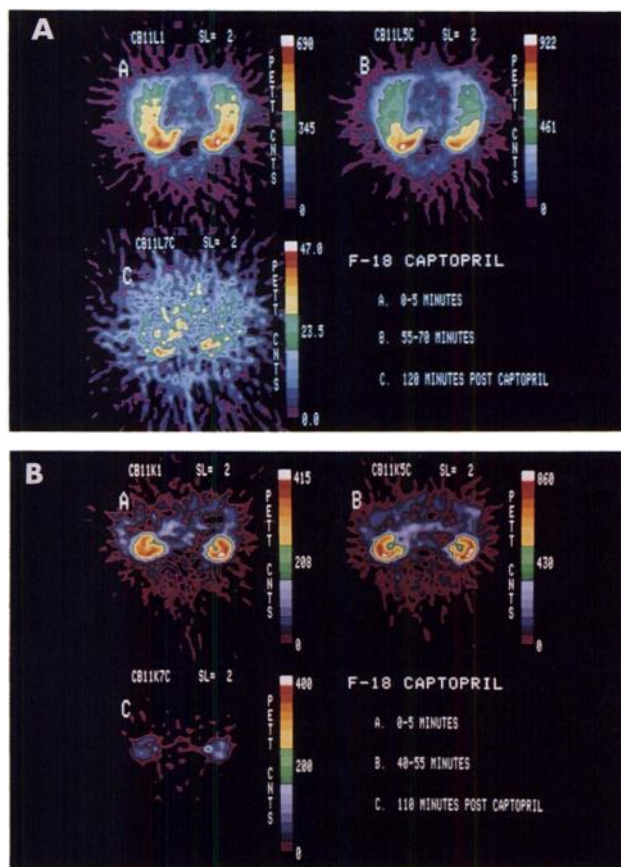 A
CB11L1 SL= 2
A
690
345
0
PETT CNTS
CB11L5C SL= 2
B
922
461
0
PETT CNTS
CB11L7C SL= 2
C
47.0
23.5
0.0
PETT CNTS
F-18 CAPTOPRIL
A. 0-5 MINUTES
B. 55-70 MINUTES
C. 120 MINUTES POST CAPTOPRIL
B
CB11K1 SL= 2
A
415
208
0
PETT CNTS
CB11K5C SL= 2
B
860
430
0
PETT CNTS
CB11K7C SL= 2
C
400
200
0
PETT CNTS
F-18 CAPTOPRIL
A. 0-5 MINUTES
B. 40-55 MINUTES
C. 110 MINUTES POST CAPTOPRIL